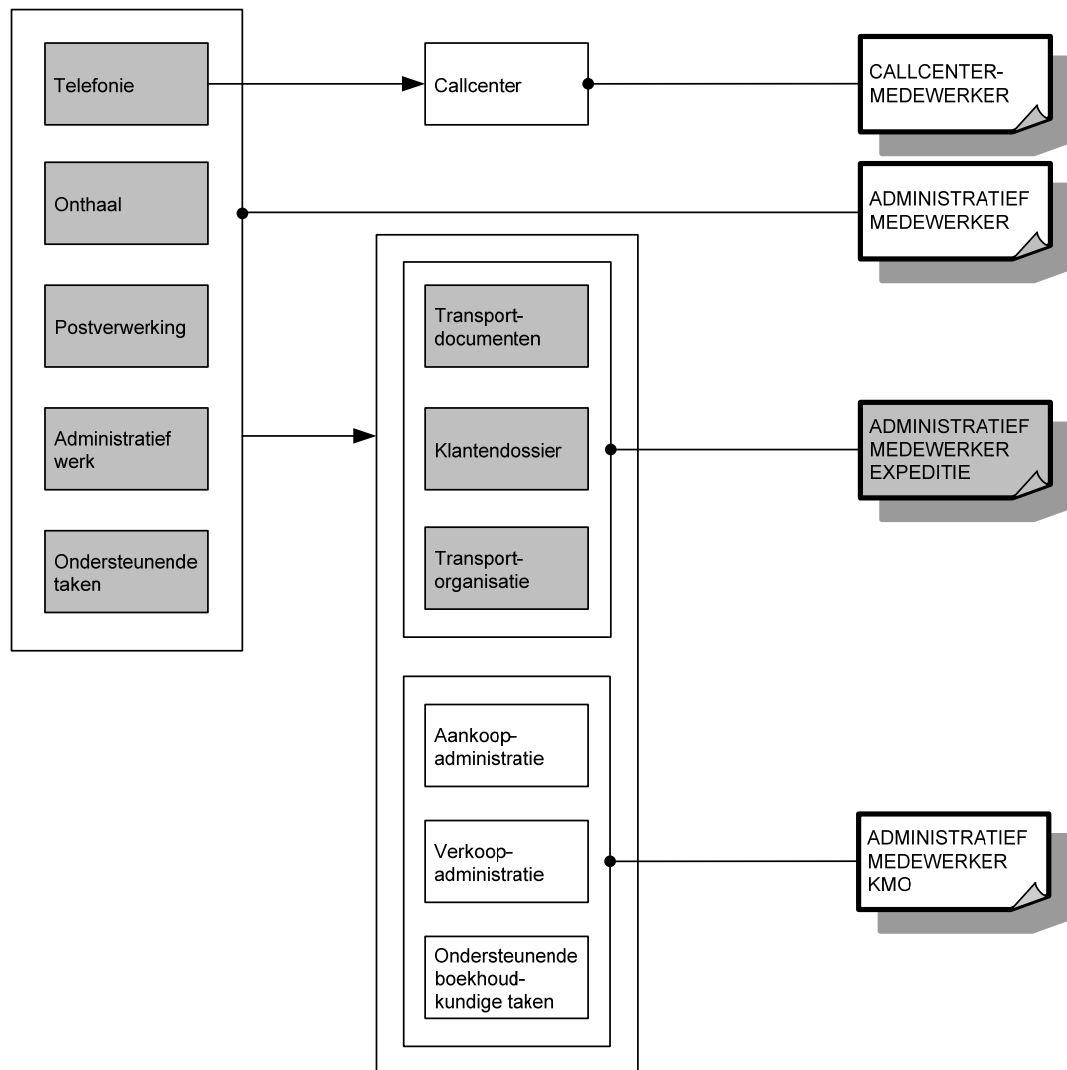 Telefonie
Callcenter
CALLCENTER-
MEDEWERKER
Onthaal
ADMINISTRATIEF
MEDEWERKER
Postverwerking
Transport-
documenten
Administratief
werk
Klantendossier
ADMINISTRATIEF
MEDEWERKER
EXPEDITIE
Ondersteunende
taken
Transport-
organisatie
Aankoop-
administratie
Verkoop-
administratie
ADMINISTRATIEF
MEDEWERKER
KMO
Ondersteunende
boekhoud-
kundige taken